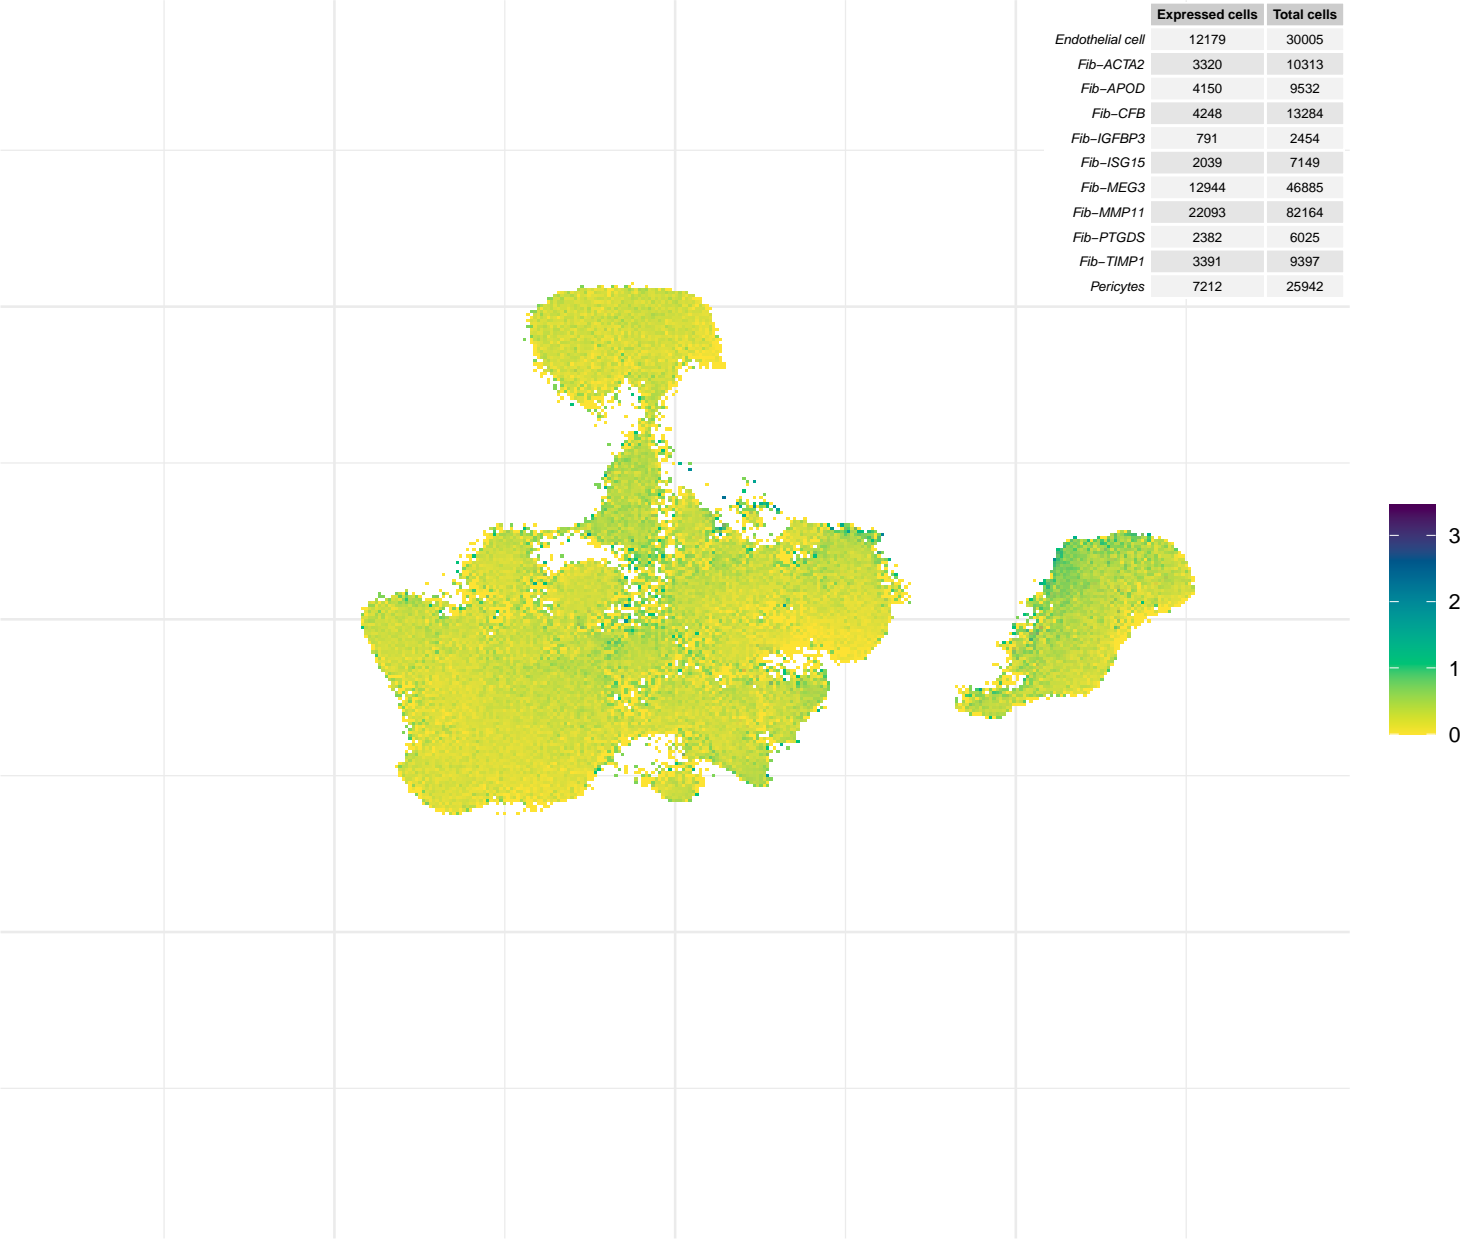 Expressed cells Total cells
Endothelial cell 12179 30005
Fib−ACTA2 3320 10313
Fib−APOD 4150 9532
Fib−CFB 4248 13284
Fib−IGFBP3 791 2454
Fib−ISG15 2039 7149
Fib−MEG3 12944 46885
Fib−MMP11 22093 82164
Fib−PTGDS 2382 6025
Fib−TIMP1 3391 9397
Pericytes 7212 25942
3
2
1
0